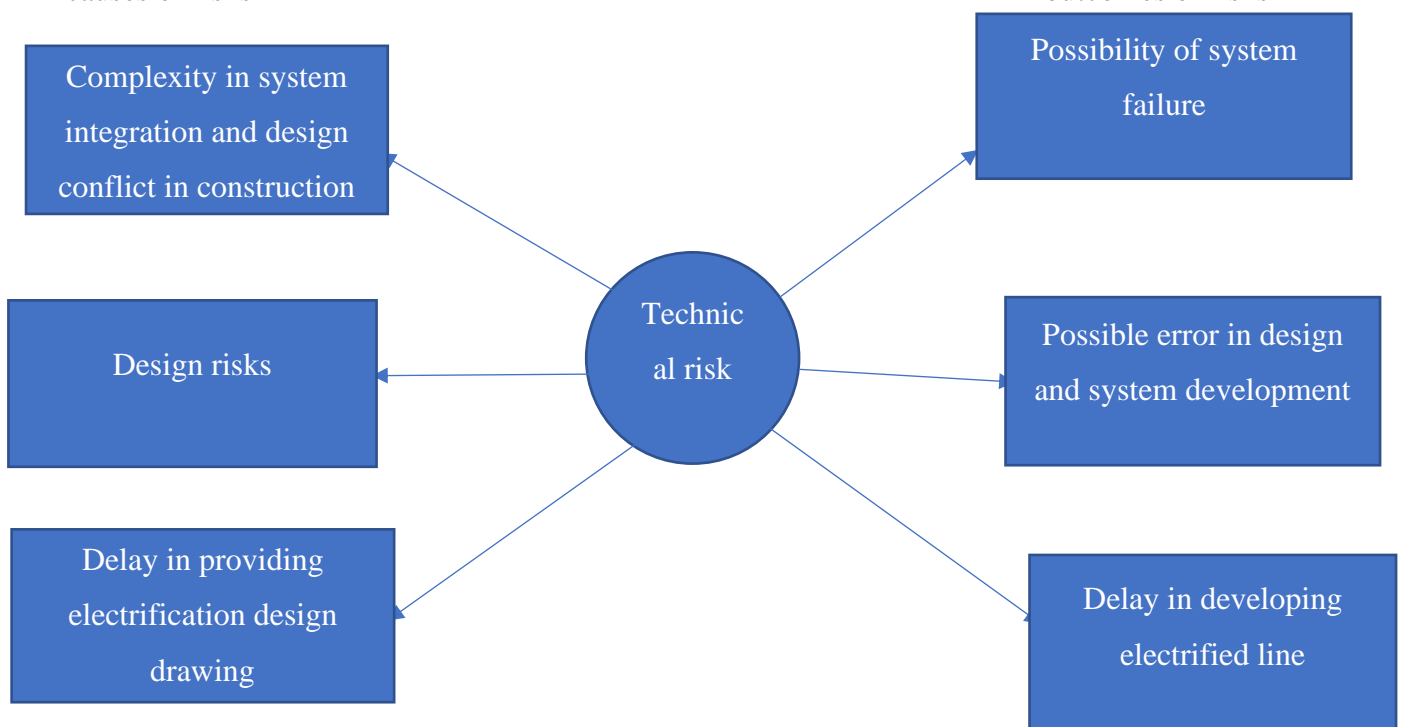 Complexity in system
integration and design
conflict in construction
Design risks
Delay in providing
electrification design
drawing
Technic
al risk
Possibility of system
failure
Possible error in design
and system development
Delay in developing
electrified line